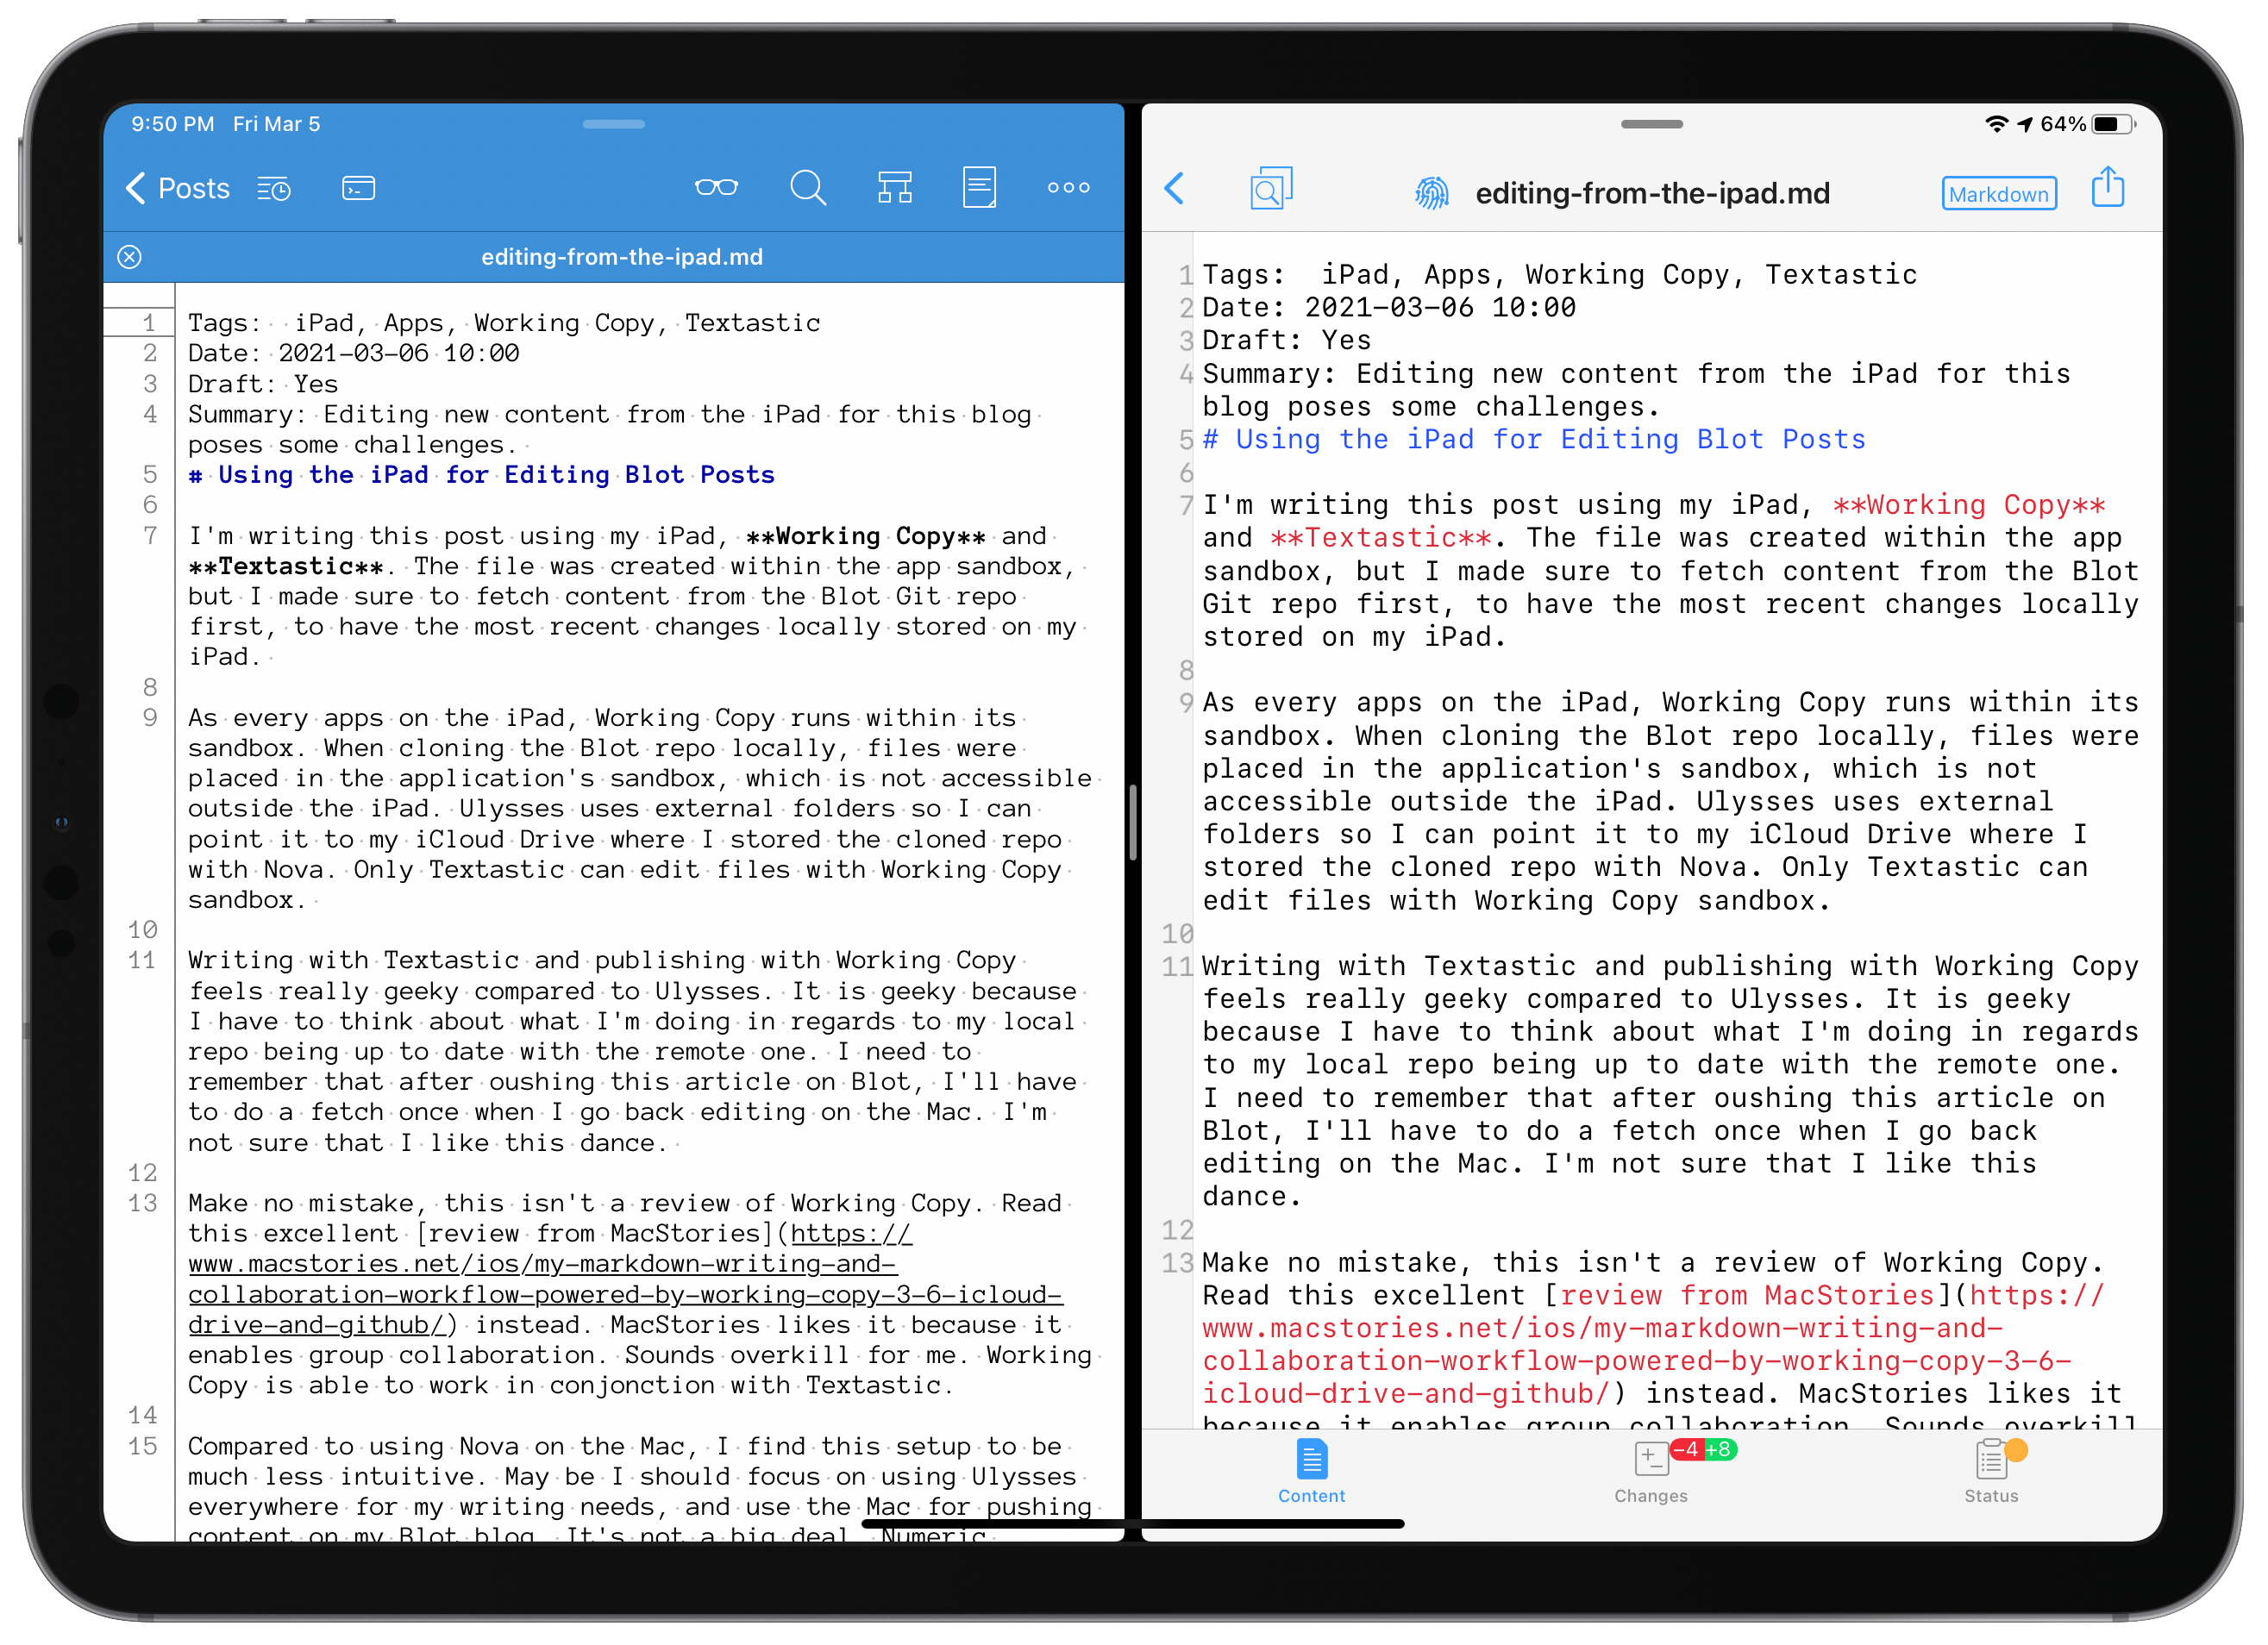 9:50 PM Fri Mar 5
Posts
editing-from-the-ipad.md
1 Tags: iPad, Apps, Working Copy, Textastic
2 Date: 2021-03-06 10:00
3 Draft: Yes
4 Summary: Editing new content from the iPad for this blog
poses some challenges.
5 # Using the iPad for Editing Blot Posts
6
7 I'm writing this post using my iPad, **Working Copy** and
**Textastic**. The file was created within the app sandbox,
but I made sure to fetch content from the Blot Git repo
first, to have the most recent changes locally stored on my
iPad.
8
9 As every apps on the iPad, Working Copy runs within its
sandbox. When cloning the Blot repo locally, files were
placed in the application's sandbox, which is not accessible
outside the iPad. Ulysses uses external folders so I can
point it to my iCloud Drive where I stored the cloned repo
with Nova. Only Textastic can edit files with Working Copy
sandbox.
10
11 Writing with Textastic and publishing with Working Copy
feels really geeky compared to Ulysses. It is geeky because
I have to think about what I'm doing in regards to my local
repo being up to date with the remote one. I need to
remember that after oushing this article on Blot, I'll have
to do a fetch once when I go back editing on the Mac. I'm
not sure that I like this dance.
12
13 Make no mistake, this isn't a review of Working Copy. Read
this excellent [review from MacStories](https://
www.macstories.net/ios/my-markdown-writing-and-
collaboration-workflow-powered-by-working-copy-3-6-icloud-
drive-and-github/) instead. MacStories likes it because it
enables group collaboration. Sounds overkill for me. Working
Copy is able to work in conjonction with Textastic.
14
15 Compared to using Nova on the Mac, I find this setup to be
much less intuitive. May be I should focus on using Ulysses
everywhere for my writing needs, and use the Mac for pushing
content on my Blot blog. It's not a big deal. Numeric
64%
editing-from-the-ipad.md
Markdown
1 Tags: iPad, Apps, Working Copy, Textastic
2 Date: 2021-03-06 10:00
3 Draft: Yes
4 Summary: Editing new content from the iPad for this
blog poses some challenges.
5 # Using the iPad for Editing Blot Posts
6
7 I'm writing this post using my iPad, **Working Copy**
and **Textastic**. The file was created within the app
sandbox, but I made sure to fetch content from the Blot
Git repo first, to have the most recent changes locally
stored on my iPad.
8
9 As every apps on the iPad, Working Copy runs within its
sandbox. When cloning the Blot repo locally, files were
placed in the application's sandbox, which is not
accessible outside the iPad. Ulysses uses external
folders so I can point it to my iCloud Drive where I
stored the cloned repo with Nova. Only Textastic can
edit files with Working Copy sandbox.
10
11 Writing with Textastic and publishing with Working Copy
feels really geeky compared to Ulysses. It is geeky
because I have to think about what I'm doing in regards
to my local repo being up to date with the remote one.
I need to remember that after oushing this article on
Blot, I'll have to do a fetch once when I go back
editing on the Mac. I'm not sure that I like this
dance.
12
13 Make no mistake, this isn't a review of Working Copy.
Read this excellent [review from MacStories](https://
www.macstories.net/ios/my-markdown-writing-and-
collaboration-workflow-powered-by-working-copy-3-6-
icloud-drive-and-github/) instead. MacStories likes it
because it enables group collaboration. Sounds overkill
-4 +8
Content
Changes
Status